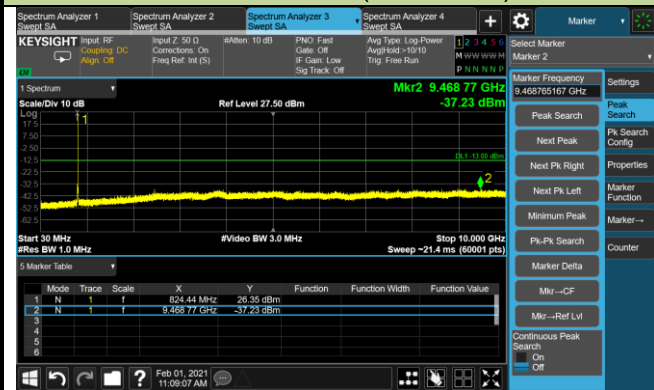 Spectrum Analyzer 1
Swept SA
Spectrum Analyzer 2
Swept SA
Spectrum Analyzer 3
Swept SA
Spectrum Analyzer 4
Swept SA
Marker
KEYSIGHT
Input: RF
Coupling: DC
Align: Off
Input Z: 50 Ω
Corrections: On
Freq Ref: Int (S)
#Atten: 10 dB
PNO: Fast
Gate: Off
IF Gain: Low
Sig Track: Off
Avg Type: Log-Power
Avg|Hold:>10/10
Trig: Free Run
1 2 3 4 5 6
M W W W W M
P N N N N P
Select Marker
Marker 2
1 Spectrum
Scale/Div 10 dB
Ref Level 27.50 dBm
Mkr2 9.468 77 GHz
-37.23 dBm
Log
17.5
7.50
-2.50
-12.5
-22.5
-32.5
-42.5
-52.5
-62.5
1
DL1 -13.00 dBm
2
Start 30 MHz
#Res BW 1.0 MHz
#Video BW 3.0 MHz
Stop 10.000 GHz
Sweep ~21.4 ms (60001 pts)
5 Marker Table
Mode Trace Scale X Y Function Function Width Function Value
1 N 1 f 824.44 MHz 26.35 dBm
2 N 1 f 9.468 77 GHz -37.23 dBm
3
4
5
6
Marker Frequency
9.468765167 GHz
Peak Search
Next Peak
Next Pk Right
Next Pk Left
Minimum Peak
Pk-Pk Search
Marker Delta
Mkr→CF
Mkr→Ref Lvl
Continuous Peak
Search
On
Off
Settings
Peak
Search
Pk Search
Config
Properties
Marker
Function
Marker→
Counter
Feb 01, 2021
11:09:07 AM